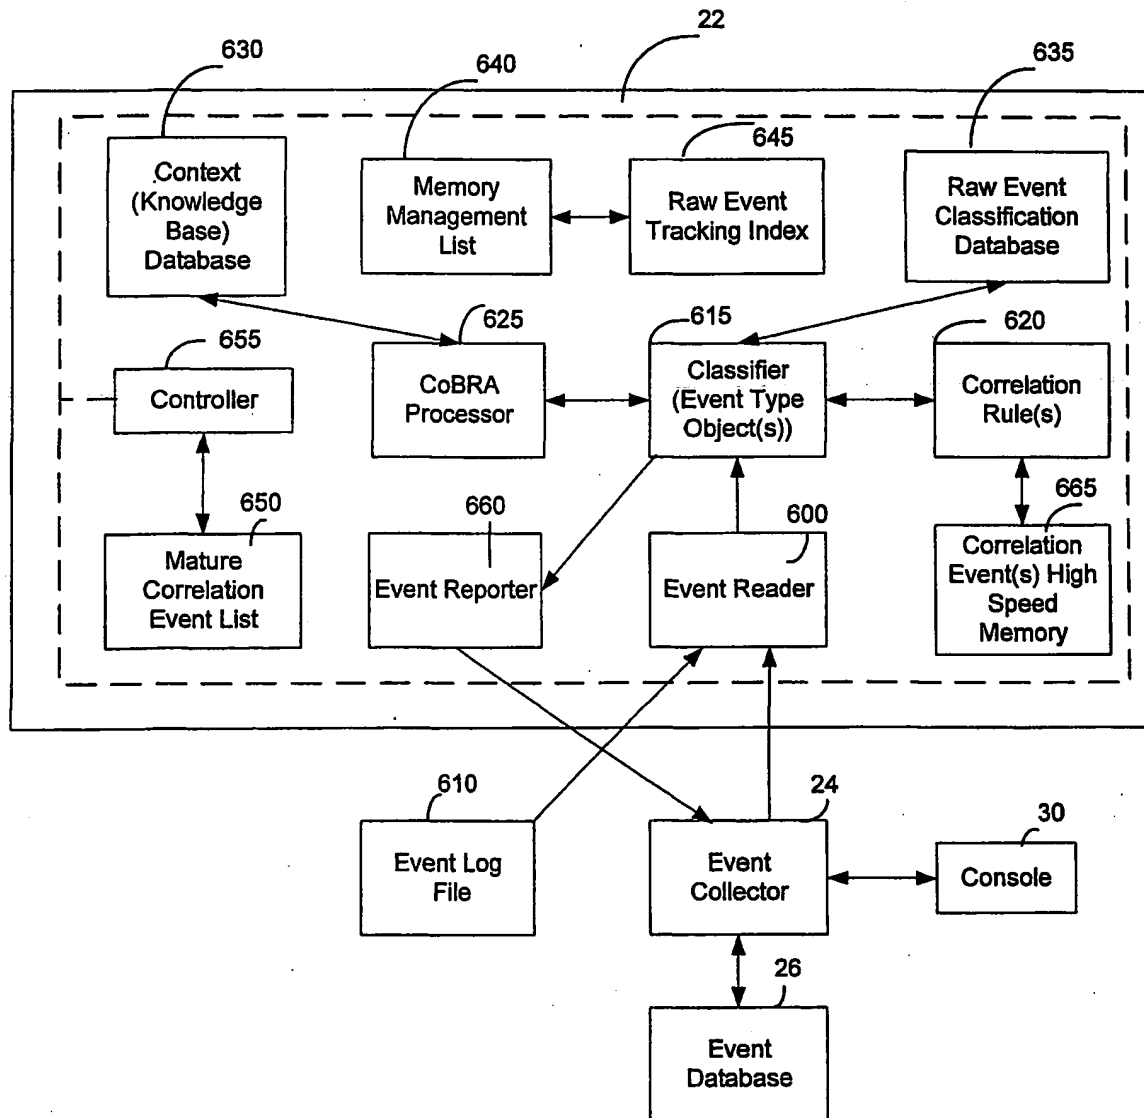 22
630
640
635
645
Context
(Knowledge
Base)
Database
Memory
Management
List
Raw Event
Tracking Index
Raw Event
Classification
Database
625
615
620
655
Controller
CoBRA
Processor
Classifier
(Event Type
Object(s))
Correlation
Rule(s)
650
660
600
665
Mature
Correlation
Event List
Event Reporter
Event Reader
Correlation
Event(s) High
Speed
Memory
610
24
30
Event Log
File
Event
Collector
Console
26
Event
Database